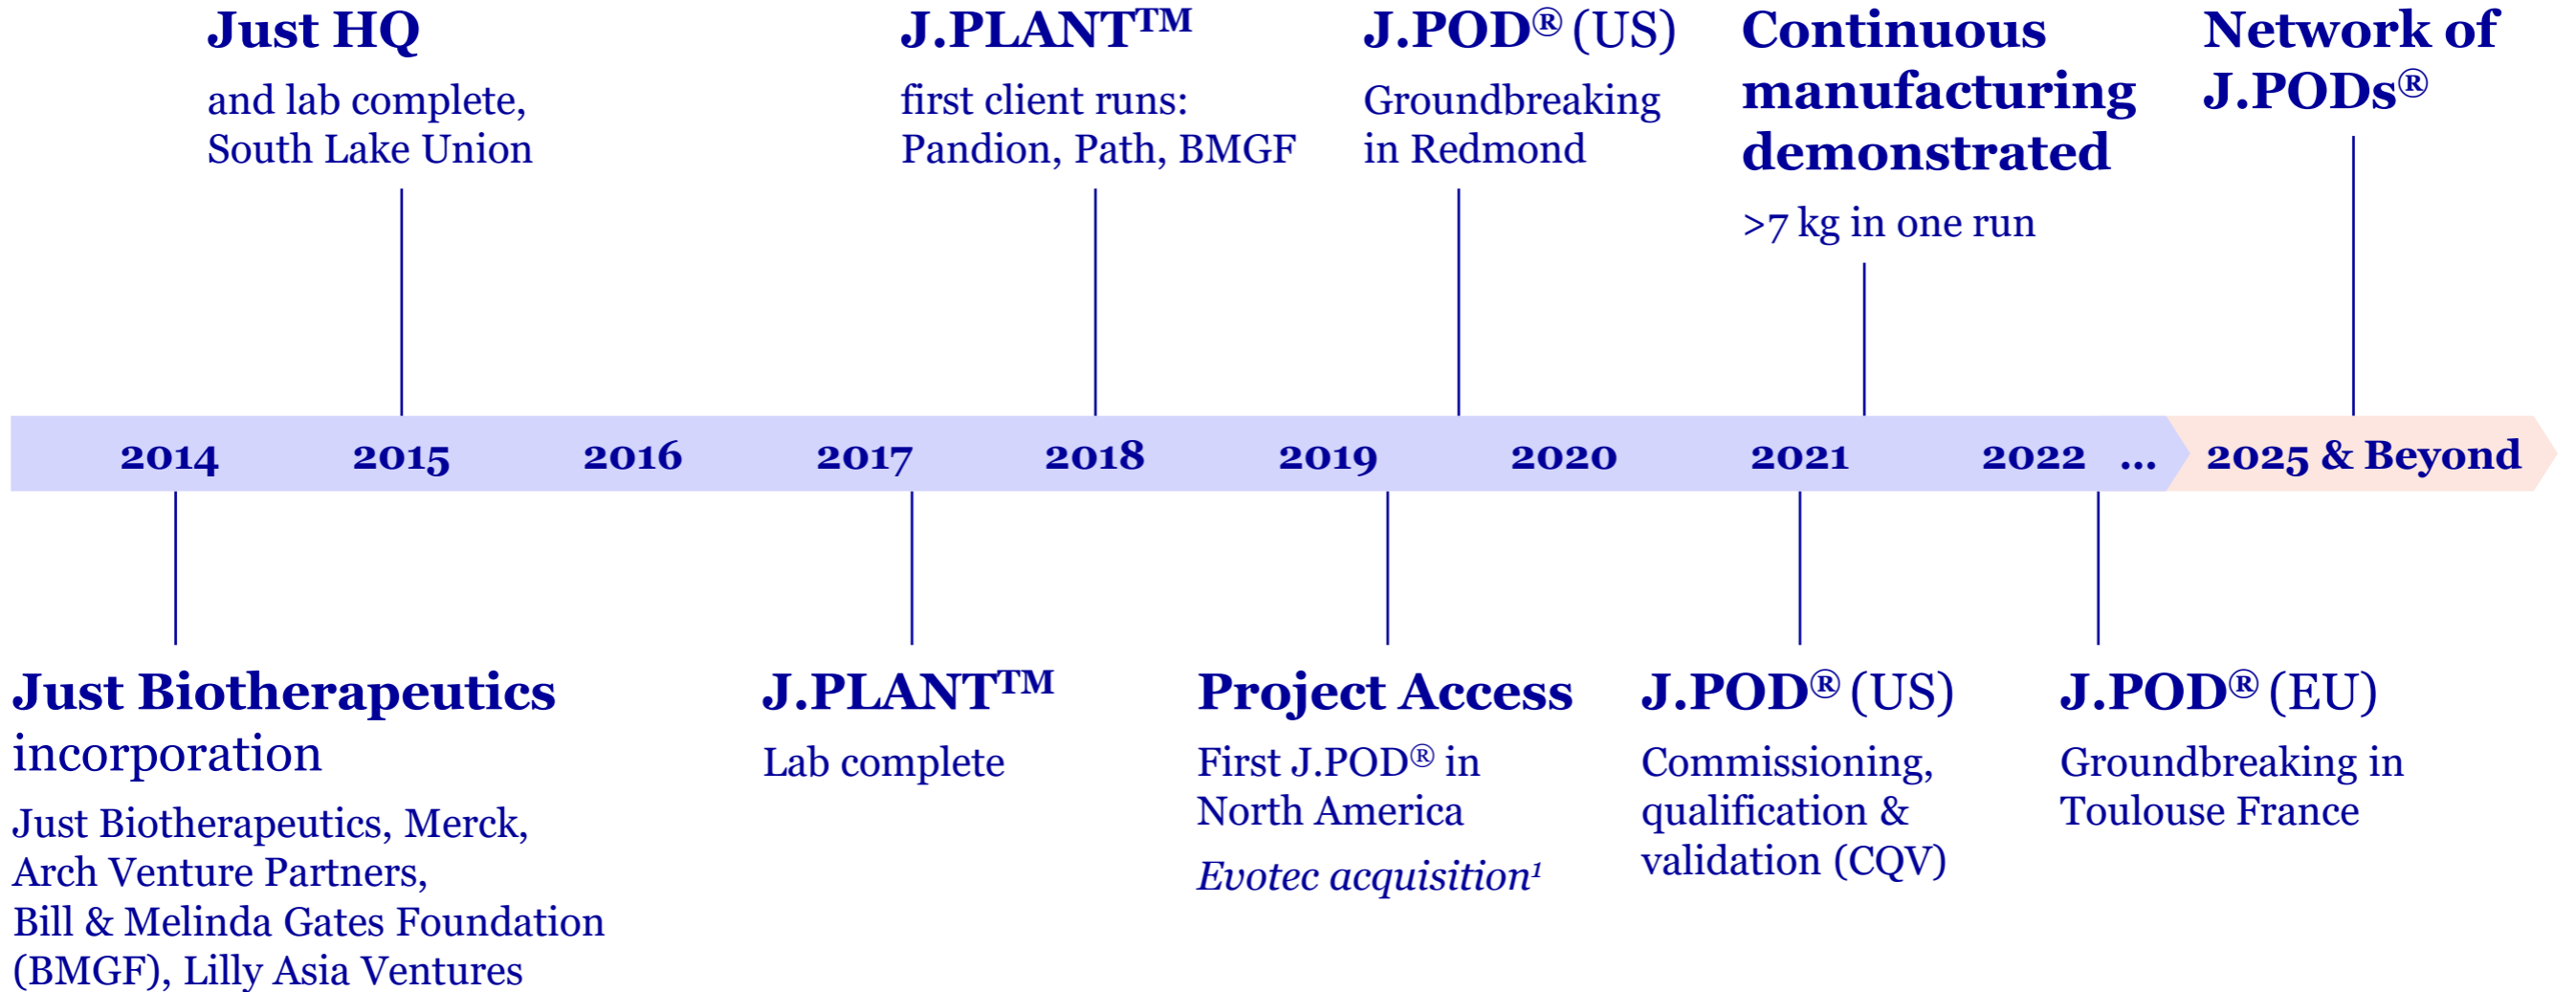 Just HQ
and lab complete,
South Lake Union
J.PLANT™
first client runs:
Pandion, Path, BMGF
J.POD® (US)
Groundbreaking
in Redmond
Continuous
manufacturing
demonstrated
>7 kg in one run
Network of
J.PODs®
2014 2015 2016 2017 2018 2019 2020 2021 2022 ... 2025 & Beyond
Just Biotherapeutics
incorporation
Just Biotherapeutics, Merck,
Arch Venture Partners,
Bill & Melinda Gates Foundation
(BMGF), Lilly Asia Ventures
J.PLANT™
Lab complete
Project Access
First J.POD® in
North America
Evotec acquisition¹
J.POD® (US)
Commissioning,
qualification &
validation (CQV)
J.POD® (EU)
Groundbreaking in
Toulouse France